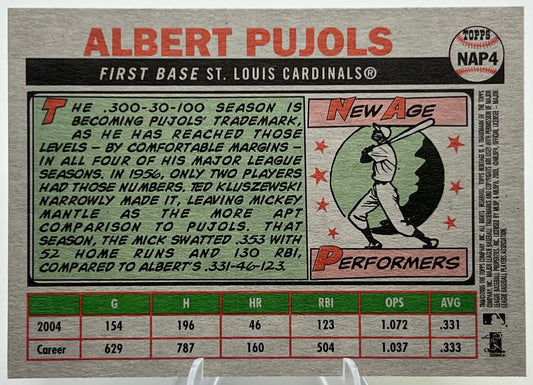 ALBERT PUJOLS
TOPPS
NAP4
FIRST BASE ST. LOUIS CARDINALS®
THE .300-30-100 SEASON IS
BECOMING PUJOLS' TRADEMARK,
AS HE HAS REACHED THOSE
LEVELS – BY COMFORTABLE MARGINS –
IN ALL FOUR OF HIS MAJOR LEAGUE
SEASONS. IN 1956, ONLY TWO PLAYERS
HAD THOSE NUMBERS. TED KLUSZEWSKI
NARROWLY MADE IT, LEAVING MICKEY
MANTLE AS THE MORE APT
COMPARISON TO PUJOLS. THAT
SEASON, THE MICK SWATTED .353 WITH
52 HOME RUNS AND 130 RBI,
COMPARED TO ALBERT'S .331-46-123.
NEW AGE
PERFORMERS
G H HR RBI OPS AVG
2004 154 196 46 123 1.072 .331
Career 629 787 160 504 1.037 .333